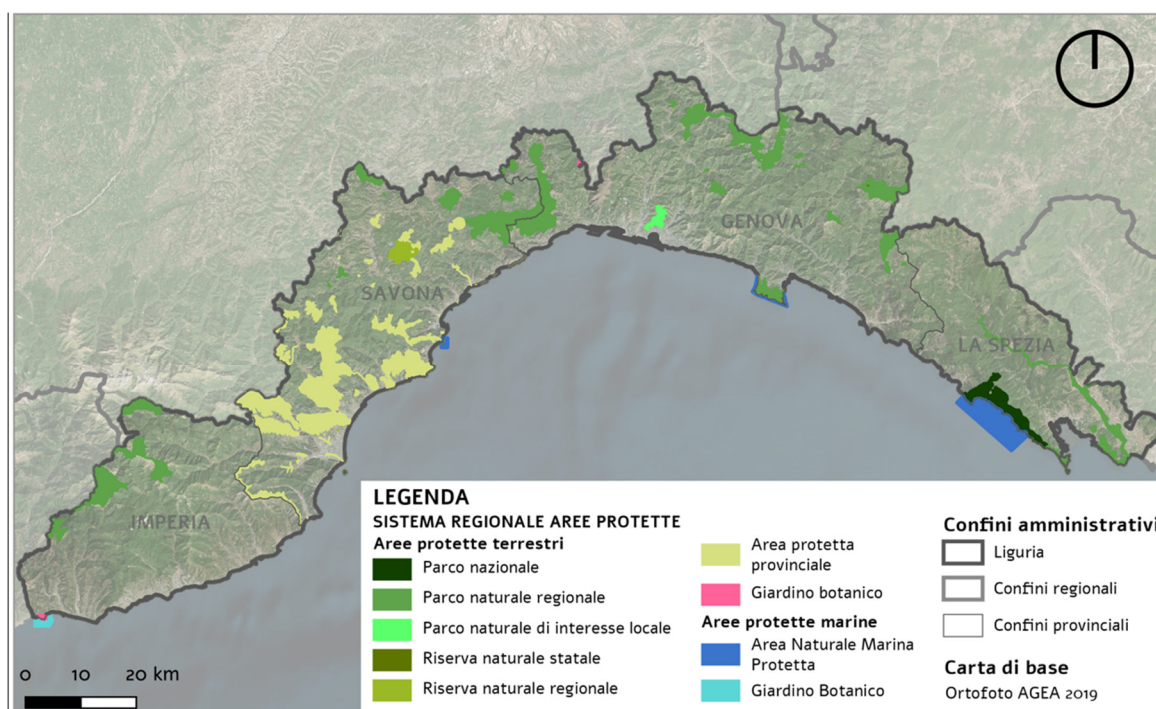 GENOVA
SAVONA
LA SPEZIA
IMPERIA
LEGENDA
SISTEMA REGIONALE AREE PROTETTE
Aree protette terrestri
Parco nazionale
Parco naturale regionale
Parco naturale di interesse locale
Riserva naturale statale
Riserva naturale regionale
Area protetta
provinciale
Giardino botanico
Aree protette marine
Area Naturale Marina
Protetta
Giardino Botanico
Confini amministrativi
Liguria
Confini regionali
Confini provinciali
Carta di base
Ortofoto AGEA 2019
0 10 20 km